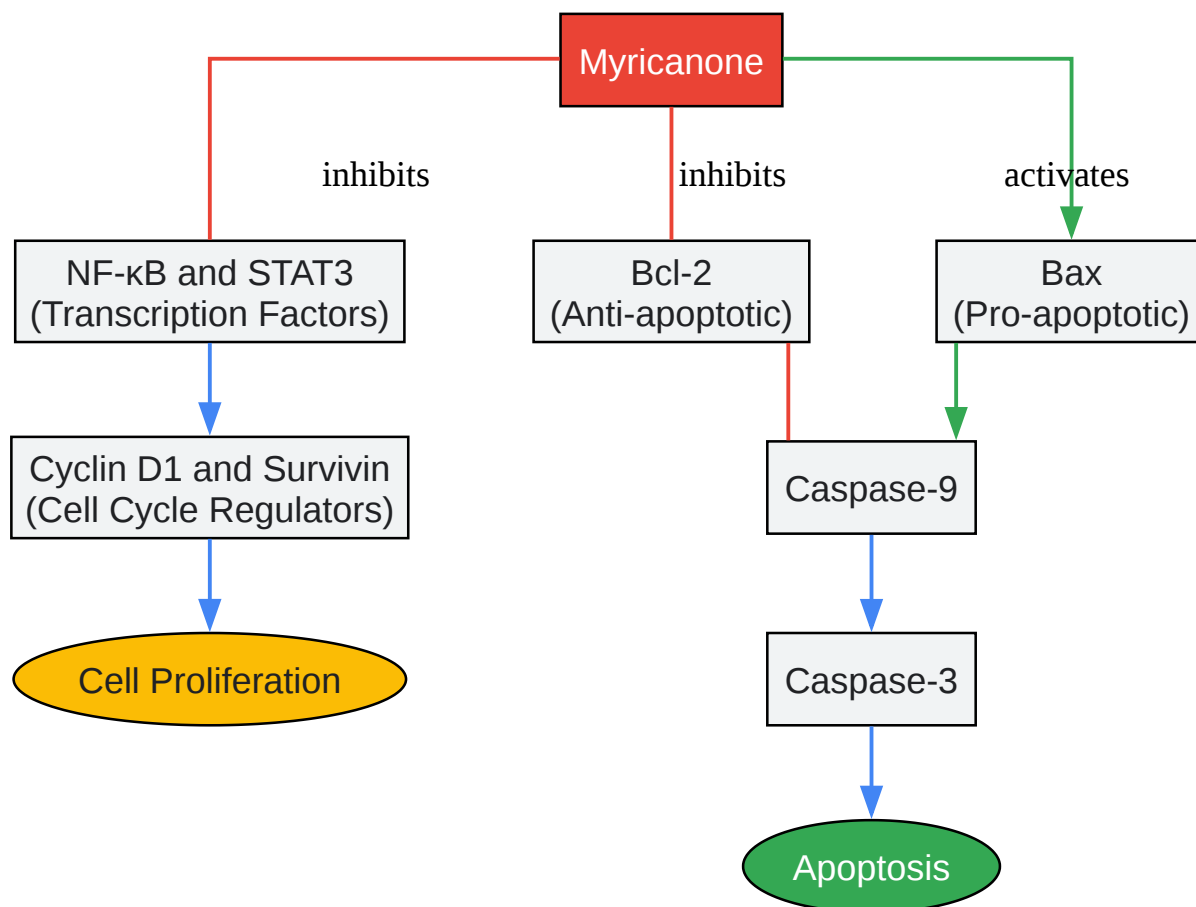 Myricanone
inhibits
inhibits
activates
NF-κB and STAT3
(Transcription Factors)
Bcl-2
(Anti-apoptotic)
Bax
(Pro-apoptotic)
Cyclin D1 and Survivin
(Cell Cycle Regulators)
Caspase-9
Cell Proliferation
Caspase-3
Apoptosis